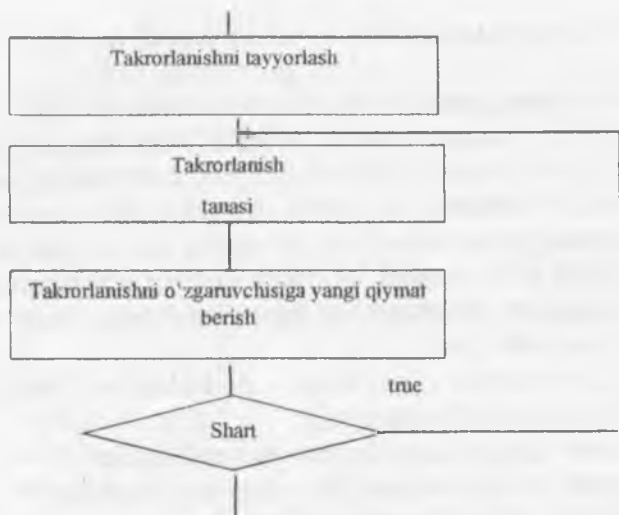 Takrorlanishni tayyorlash
Takrorlanish
tanasi
Takrorlanishni o‘zgaruvchisiga yangi qiymat
berish
true
Shart